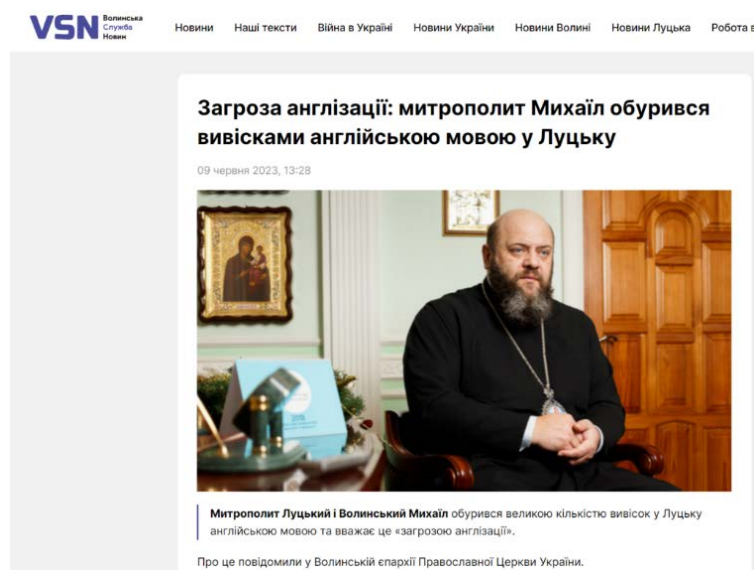 VSN Волинська
Служба
Новин
Новини Наші тексти Війна в Україні Новини України Новини Волині Новини Луцька Робота в
Загроза англізації: митрополит Михаїл обурився
вивісками англійською мовою у Луцьку
09 червня 2023, 13:28
Митрополит Луцький і Волинський Михаїл обурився великою кількістю вивісок у Луцьку
англійською мовою та вважає це «загрозою англізації».
Про це повідомили у Волинській єпархії Православної Церкви України.